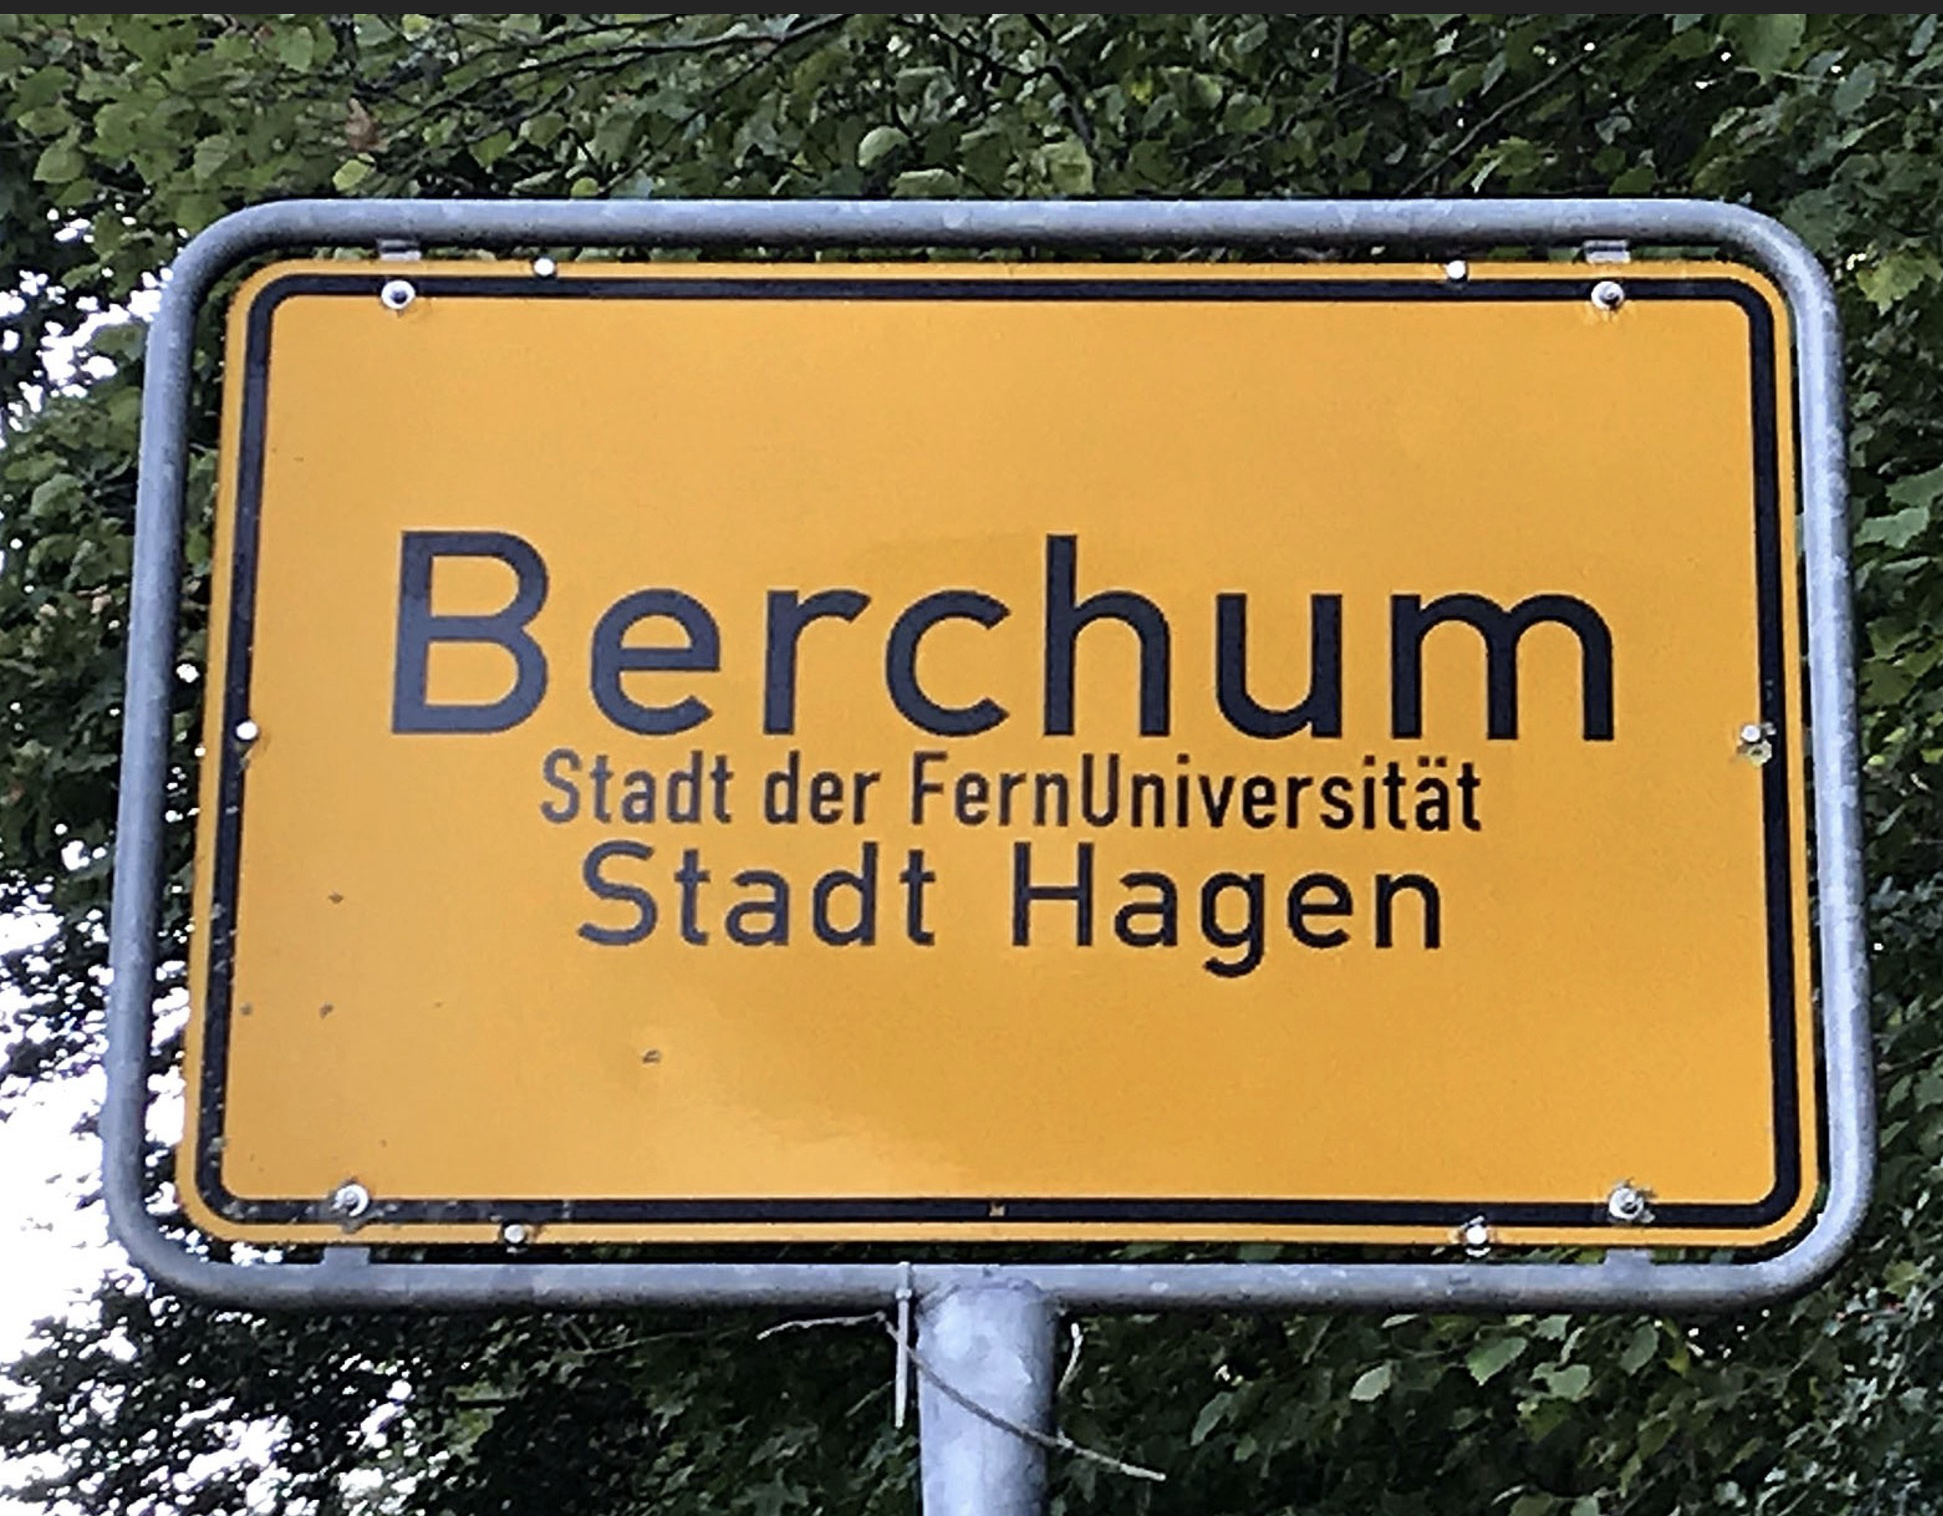 Berchum
Stadt der FernUniversität
Stadt Hagen